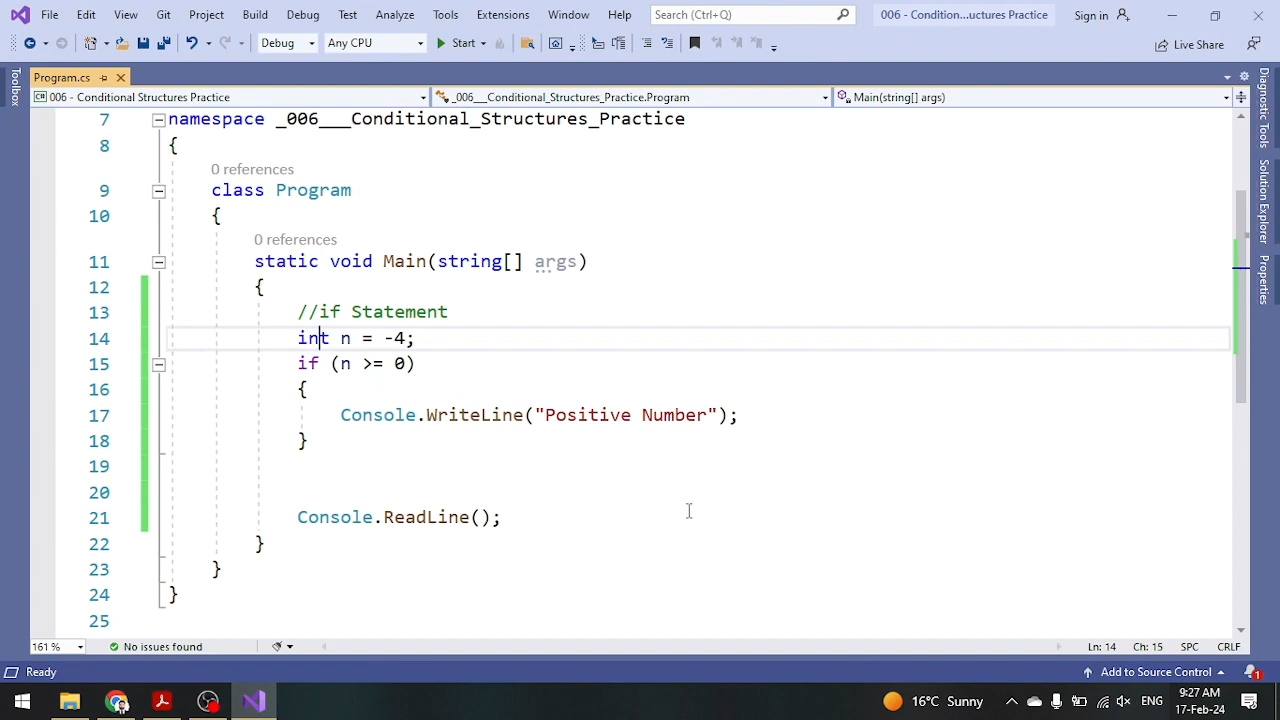 File Edit View Git Project Build Debug Test Analyze Tools Extensions Window Help Search (Ctrl+Q) 006 - Condition...uctures Practice Sign in
Debug Any CPU Start Live Share
Program.cs
006 - Conditional Structures Practice _006___Conditional_Structures_Practice.Program Main(string[] args)
Toolbox
Diagnostic Tools
Solution Explorer
Properties
7 namespace _006___Conditional_Structures_Practice
8 {
0 references
9 class Program
10 {
0 references
11 static void Main(string[] args)
12 {
13 //if Statement
14 int n = -4;
15 if (n >= 0)
16 {
17 Console.WriteLine("Positive Number");
18 }
19
20
21 Console.ReadLine();
22 }
23 }
24 }
25
161 % No issues found Ln: 14 Ch: 15 SPC CRLF
Ready Add to Source Control 1
16°C Sunny ENG 9:27 AM
17-Feb-24